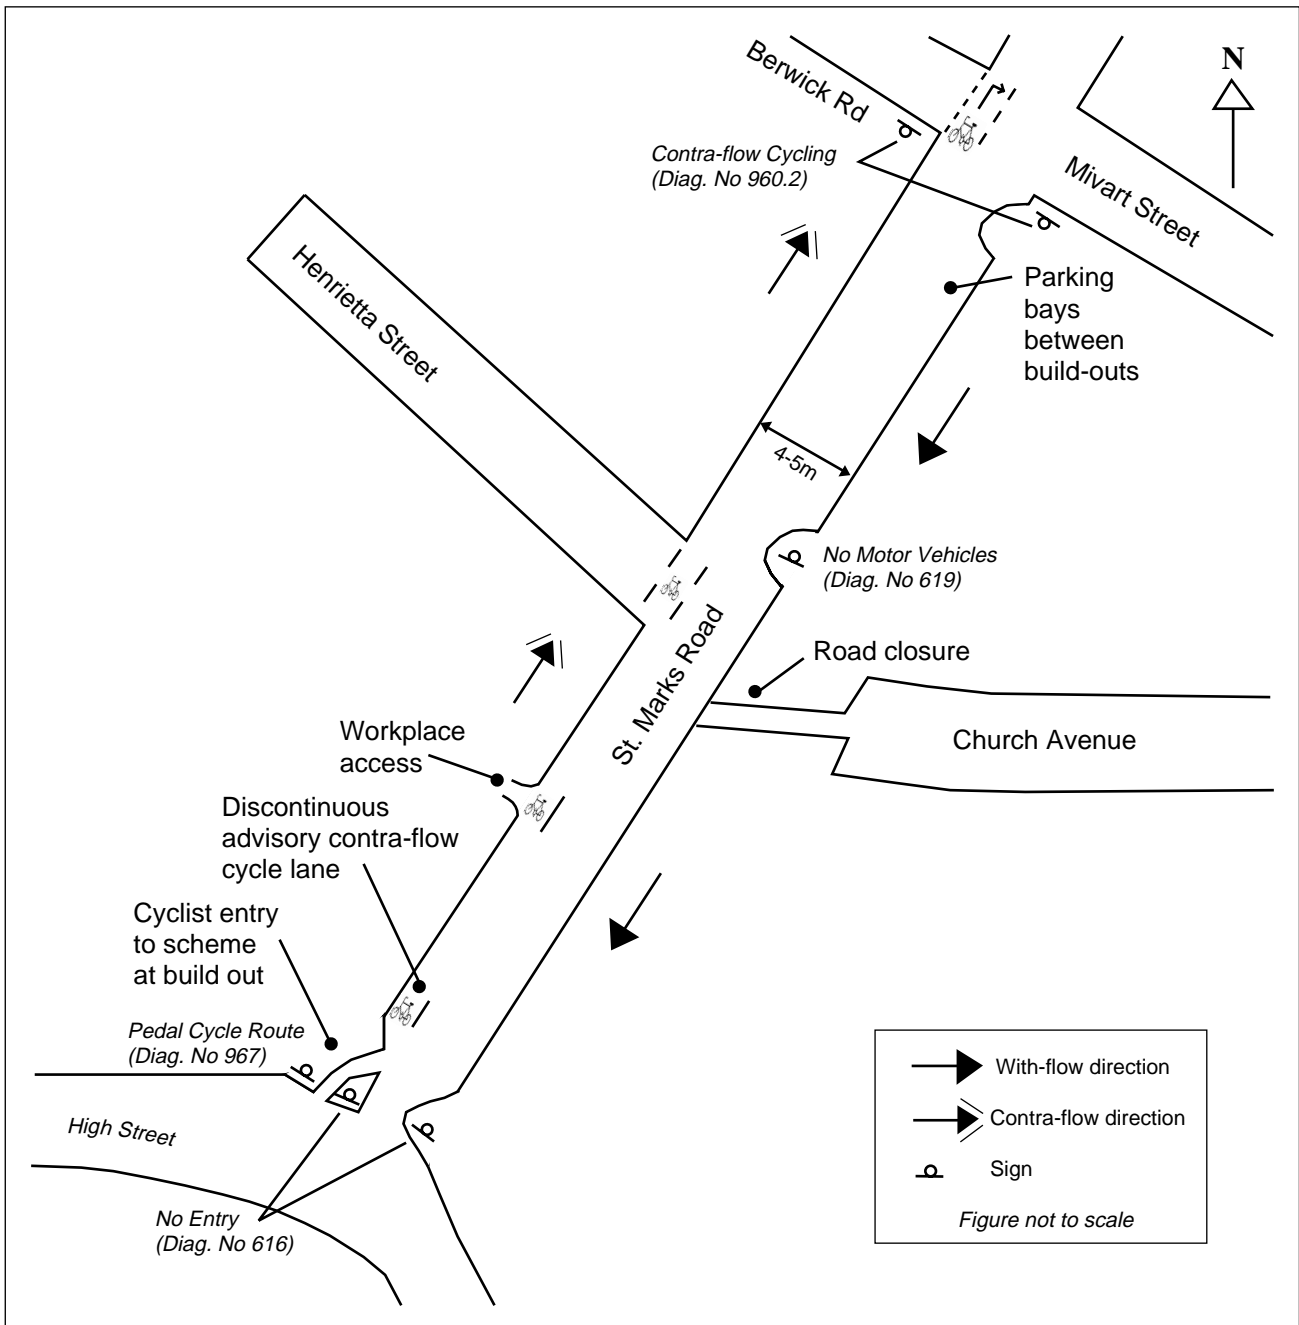 Berwick Rd
N
Contra-flow Cycling
(Diag. No 960.2)
Mivart Street
Henrietta Street
Parking
bays
between
build-outs
4-5m
No Motor Vehicles
(Diag. No 619)
St. Marks Road
Road closure
Church Avenue
Workplace
access
Discontinuous
advisory contra-flow
cycle lane
Cyclist entry
to scheme
at build out
Pedal Cycle Route
(Diag. No 967)
High Street
No Entry
(Diag. No 616)
With-flow direction
Contra-flow direction
Sign
Figure not to scale